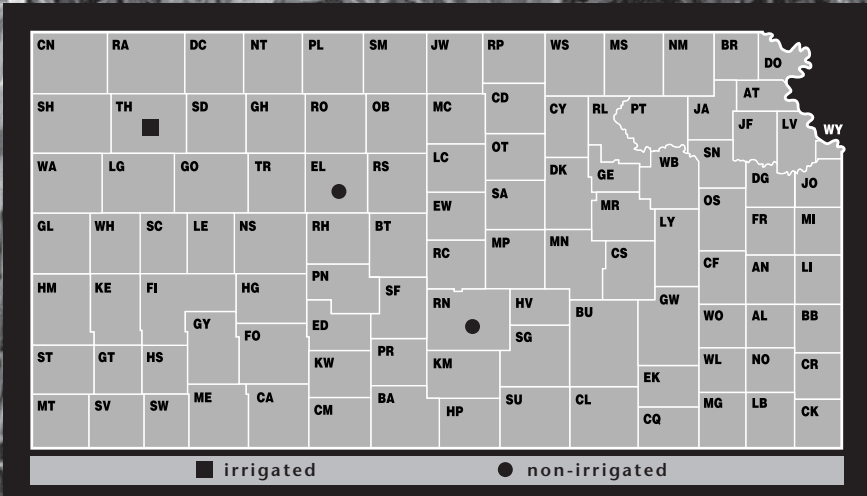 CN RA DC NT PL SM JW RP WS MS NM BR DO
SH TH SD GH RO OB MC CD CY RL PT JA AT
JF LV WY
WA LG GO TR EL RS LC OT DK GE WB SN
DG JO
GL WH SC LE NS RH BT EW SA MR LY OS FR MI
RC MP MN CS CF AN LI
HM KE FI HG PN SF RN HV BU GW WO AL BB
GY FO ED SG
ST GT HS KW PR KM EK WL NO CR
MT SV SW ME CA CM BA HP SU CL CQ MG LB CK
irrigated non-irrigated